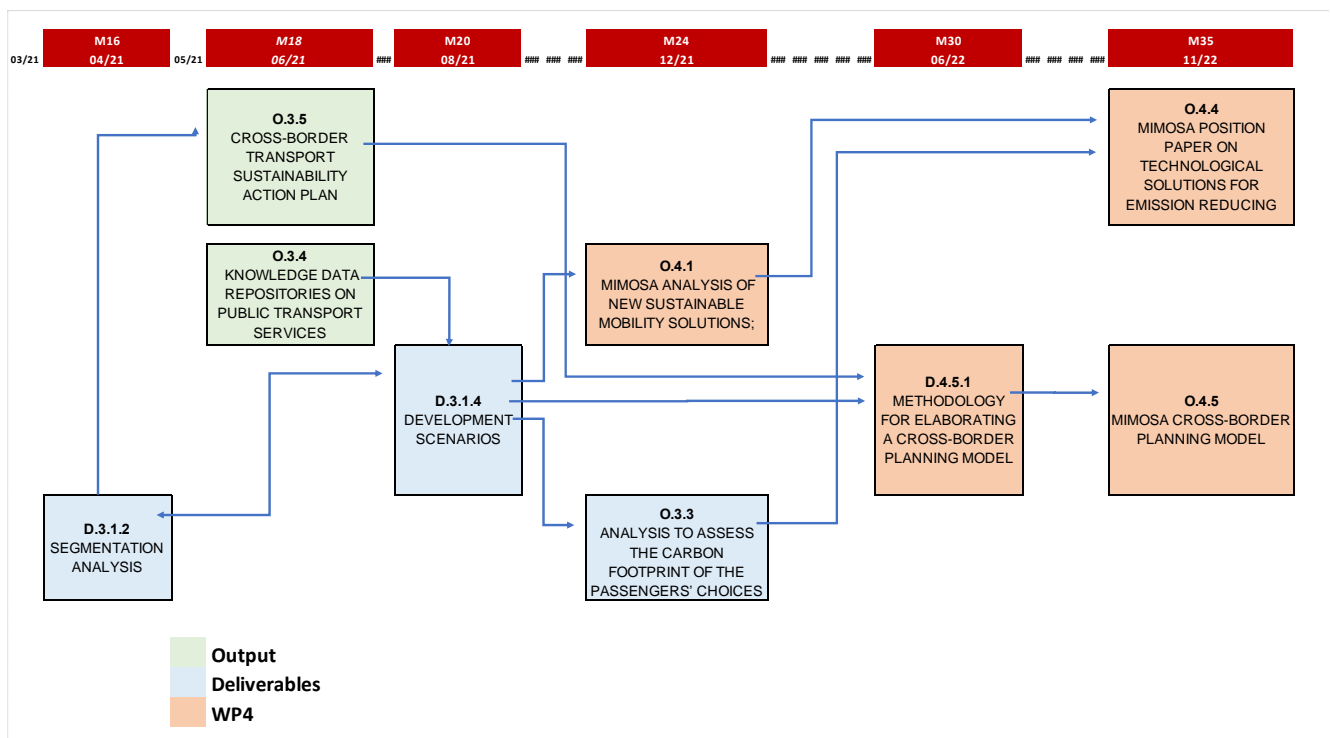 M16
M18
M20
M24
M30
M35
03/21
04/21
05/21
06/21
###
08/21
### ### ###
12/21
### ### ### ### ###
06/22
### ### ### ###
11/22
O.3.5
CROSS-BORDER
TRANSPORT
SUSTAINABILITY
ACTION PLAN
O.4.4
MIMOSA POSITION
PAPER ON
TECHNOLOGICAL
SOLUTIONS FOR
EMISSION REDUCING
O.3.4
KNOWLEDGE DATA
REPOSITORIES ON
PUBLIC TRANSPORT
SERVICES
O.4.1
MIMOSA ANALYSIS OF
NEW SUSTAINABLE
MOBILITY SOLUTIONS;
D.3.1.4
DEVELOPMENT
SCENARIOS
D.4.5.1
METHODOLOGY
FOR ELABORATING
A CROSS-BORDER
PLANNING MODEL
O.4.5
MIMOSA CROSS-BORDER
PLANNING MODEL
D.3.1.2
SEGMENTATION
ANALYSIS
O.3.3
ANALYSIS TO ASSESS
THE CARBON
FOOTPRINT OF THE
PASSENGERS' CHOICES
Output
Deliverables
WP4